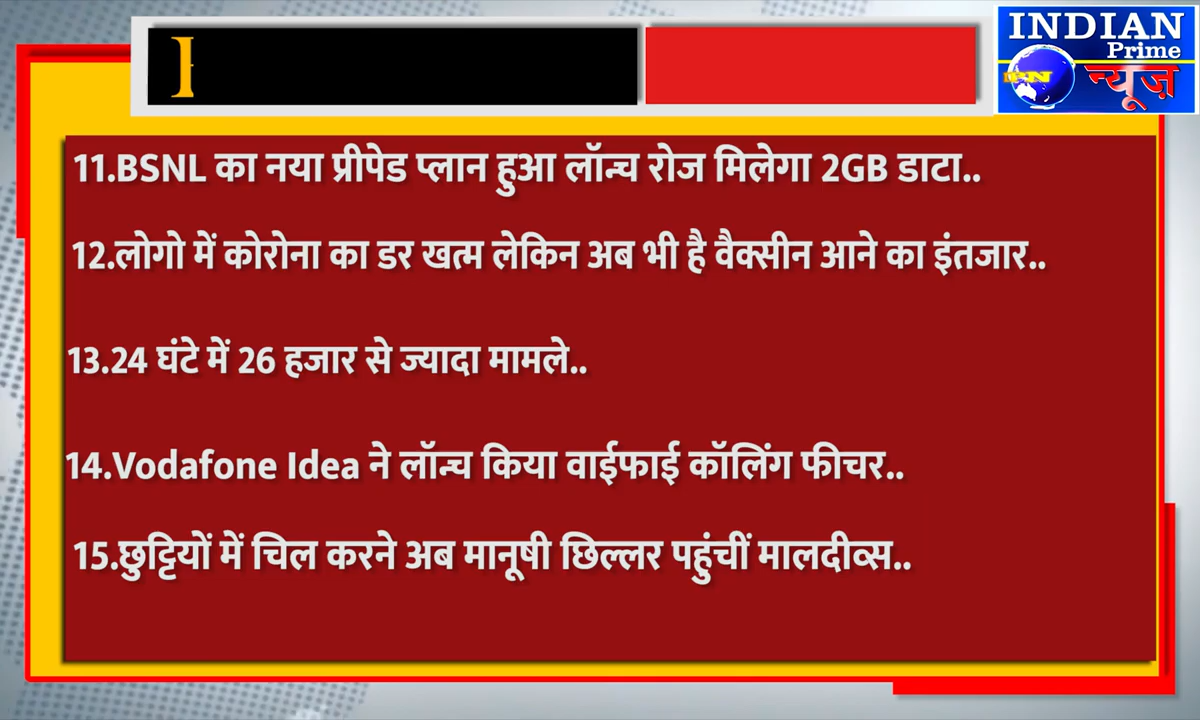 INDIAN
Prime
PN
न्यूज़
11.BSNL का नया प्रीपेड प्लान हुआ लॉन्च रोज मिलेगा 2GB डाटा..
12.लोगो में कोरोना का डर खत्म लेकिन अब भी है वैक्सीन आने का इंतजार..
13.24 घंटे में 26 हजार से ज्यादा मामले..
14.Vodafone Idea ने लॉन्च किया वाईफाई कॉलिंग फीचर..
15.छुट्टियों में चिल करने अब मानूषी छिल्लर पहुंचीं मालदीव्स..